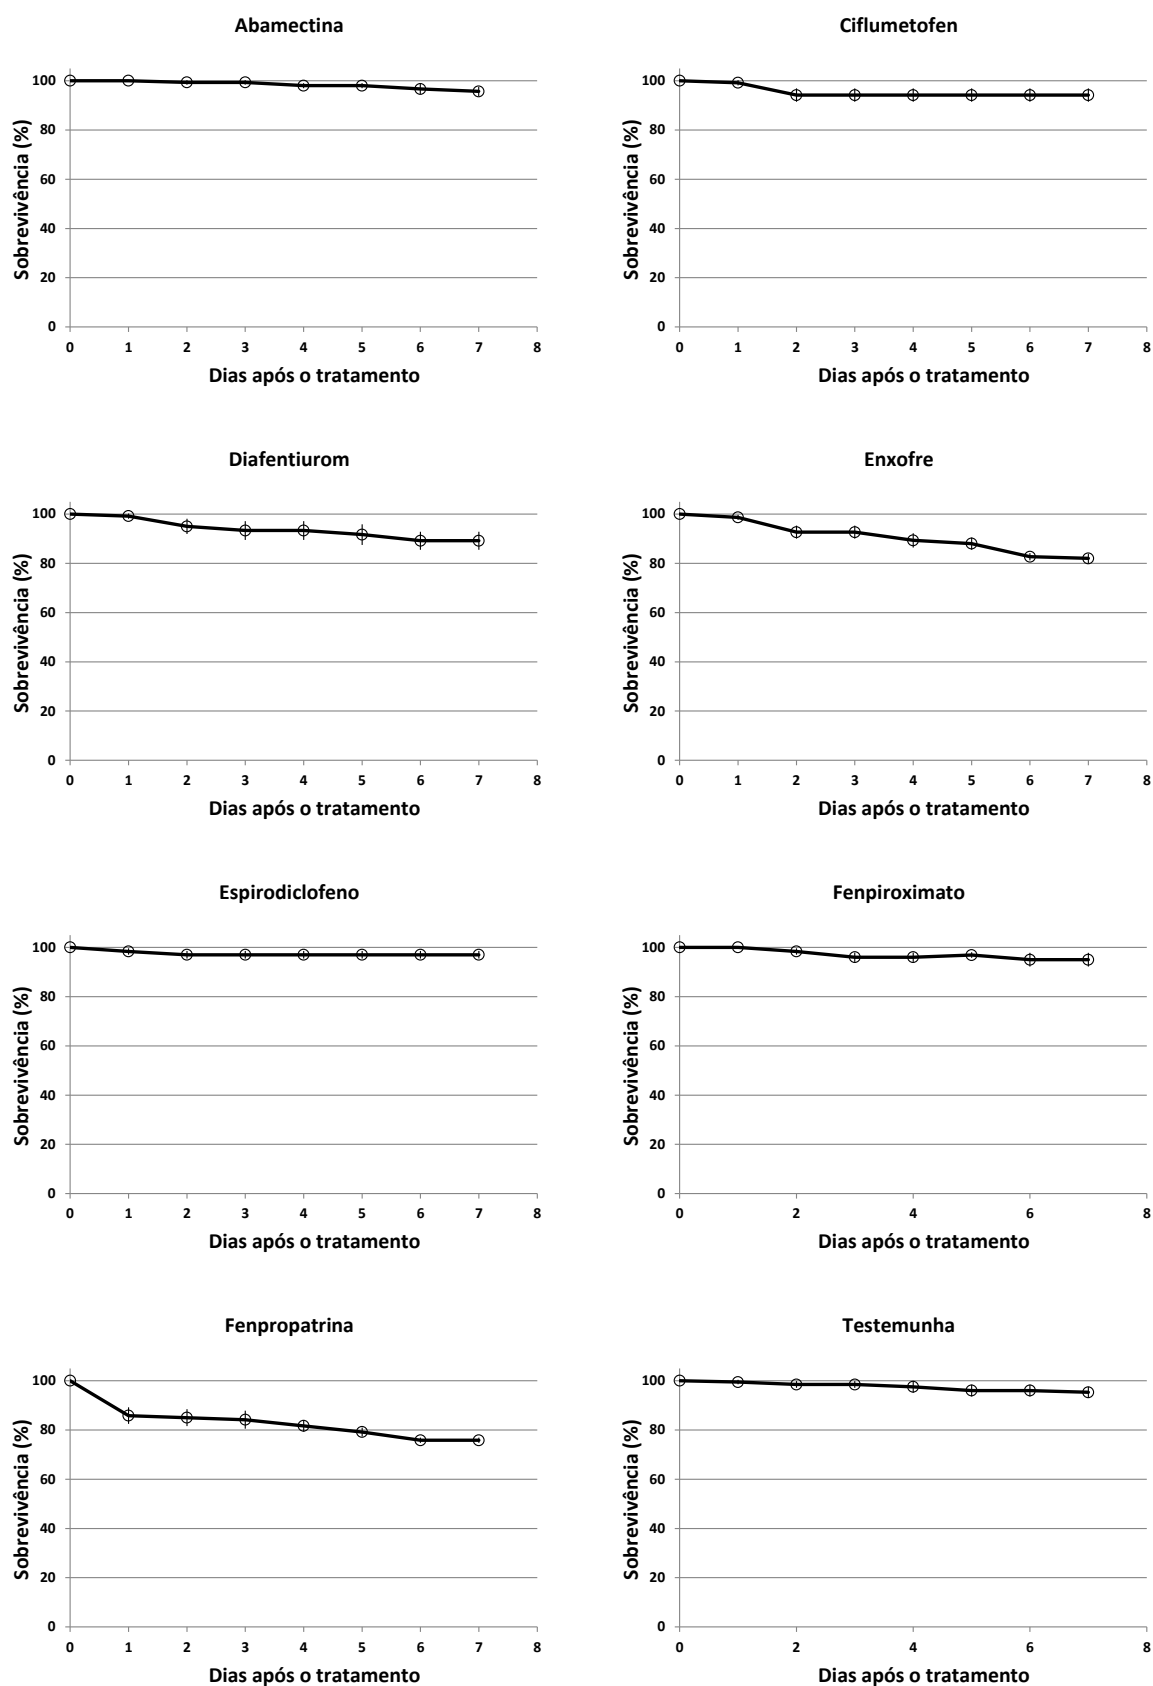 Abamectina
Sobrevivência (%)
100
80
60
40
20
0
0 1 2 3 4 5 6 7 8
Dias após o tratamento
Ciflumetofen
Sobrevivência (%)
100
80
60
40
20
0
0 1 2 3 4 5 6 7 8
Dias após o tratamento
Diafentiurom
Sobrevivência (%)
100
80
60
40
20
0
0 1 2 3 4 5 6 7 8
Dias após o tratamento
Enxofre
Sobrevivência (%)
100
80
60
40
20
0
0 1 2 3 4 5 6 7 8
Dias após o tratamento
Espirodiclofeno
Sobrevivência (%)
100
80
60
40
20
0
0 1 2 3 4 5 6 7 8
Dias após o tratamento
Fenpiroximato
Sobrevivência (%)
100
80
60
40
20
0
0 2 4 6 8
Dias após o tratamento
Fenpropatrina
Sobrevivência (%)
100
80
60
40
20
0
0 1 2 3 4 5 6 7 8
Dias após o tratamento
Testemunha
Sobrevivência (%)
100
80
60
40
20
0
0 2 4 6 8
Dias após o tratamento